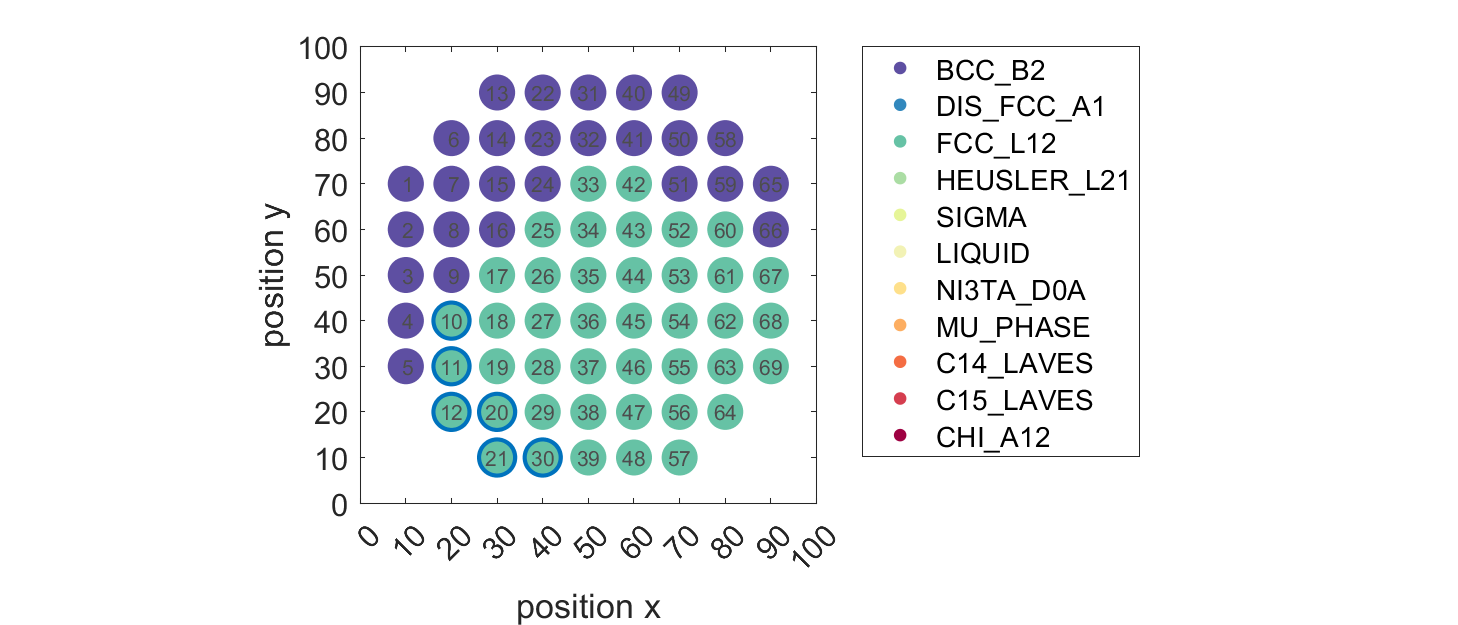 100
90
80
70
60
50
40
30
20
10
0
position y
13 22 31 40 49
6 14 23 32 41 50 58
1 7 15 24 33 42 51 59 65
2 8 16 25 34 43 52 60 66
3 9 17 26 35 44 53 61 67
4 10 18 27 36 45 54 62 68
5 11 19 28 37 46 55 63 69
12 20 29 38 47 56 64
21 30 39 48 57
0 10 20 30 40 50 60 70 80 90 100
position x
BCC_B2
DIS_FCC_A1
FCC_L12
HEUSLER_L21
SIGMA
LIQUID
NI3TA_D0A
MU_PHASE
C14_LAVES
C15_LAVES
CHI_A12